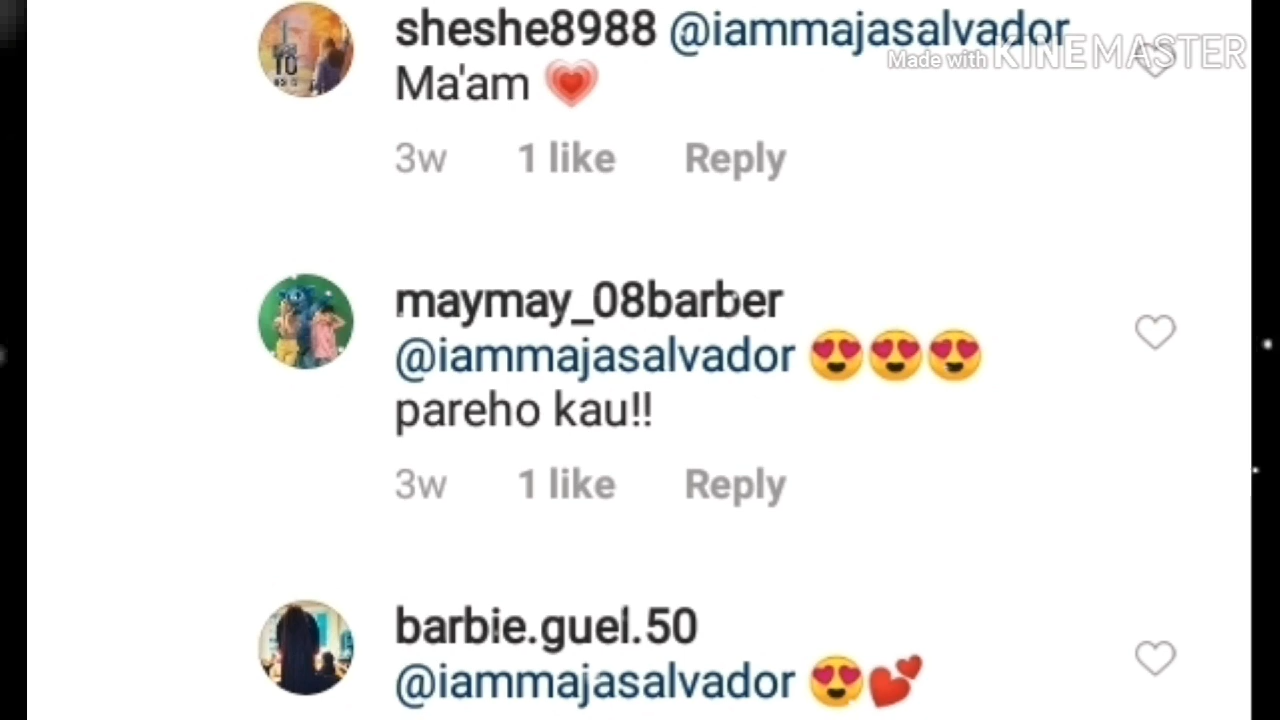 sheshe8988 @iammajasalvador
Made with KINEMASTER
Ma'am 💗
3w 1 like Reply
maymay_08barber
@iammajasalvador 😍😍😍
pareho kau!!
3w 1 like Reply
barbie.guel.50
@iammajasalvador 😍💕